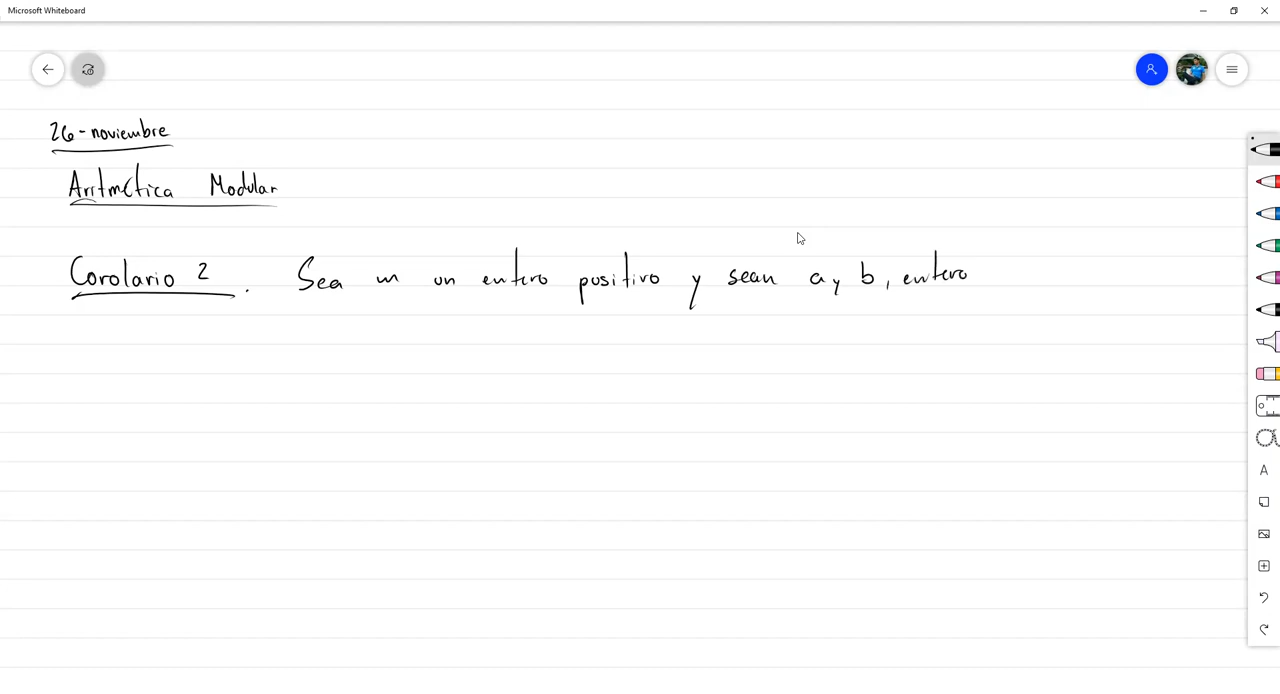 Microsoft Whiteboard
26-noviembre
Aritmética Modular
Corolario 2. Sea m un entero positivo y sean a y b, entero
A